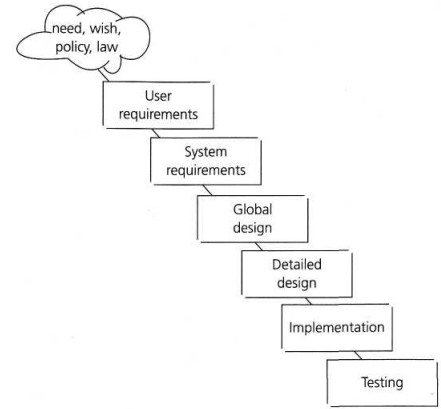 need, wish,
policy, law
User
requirements
System
requirements
Global
design
Detailed
design
Implementation
Testing